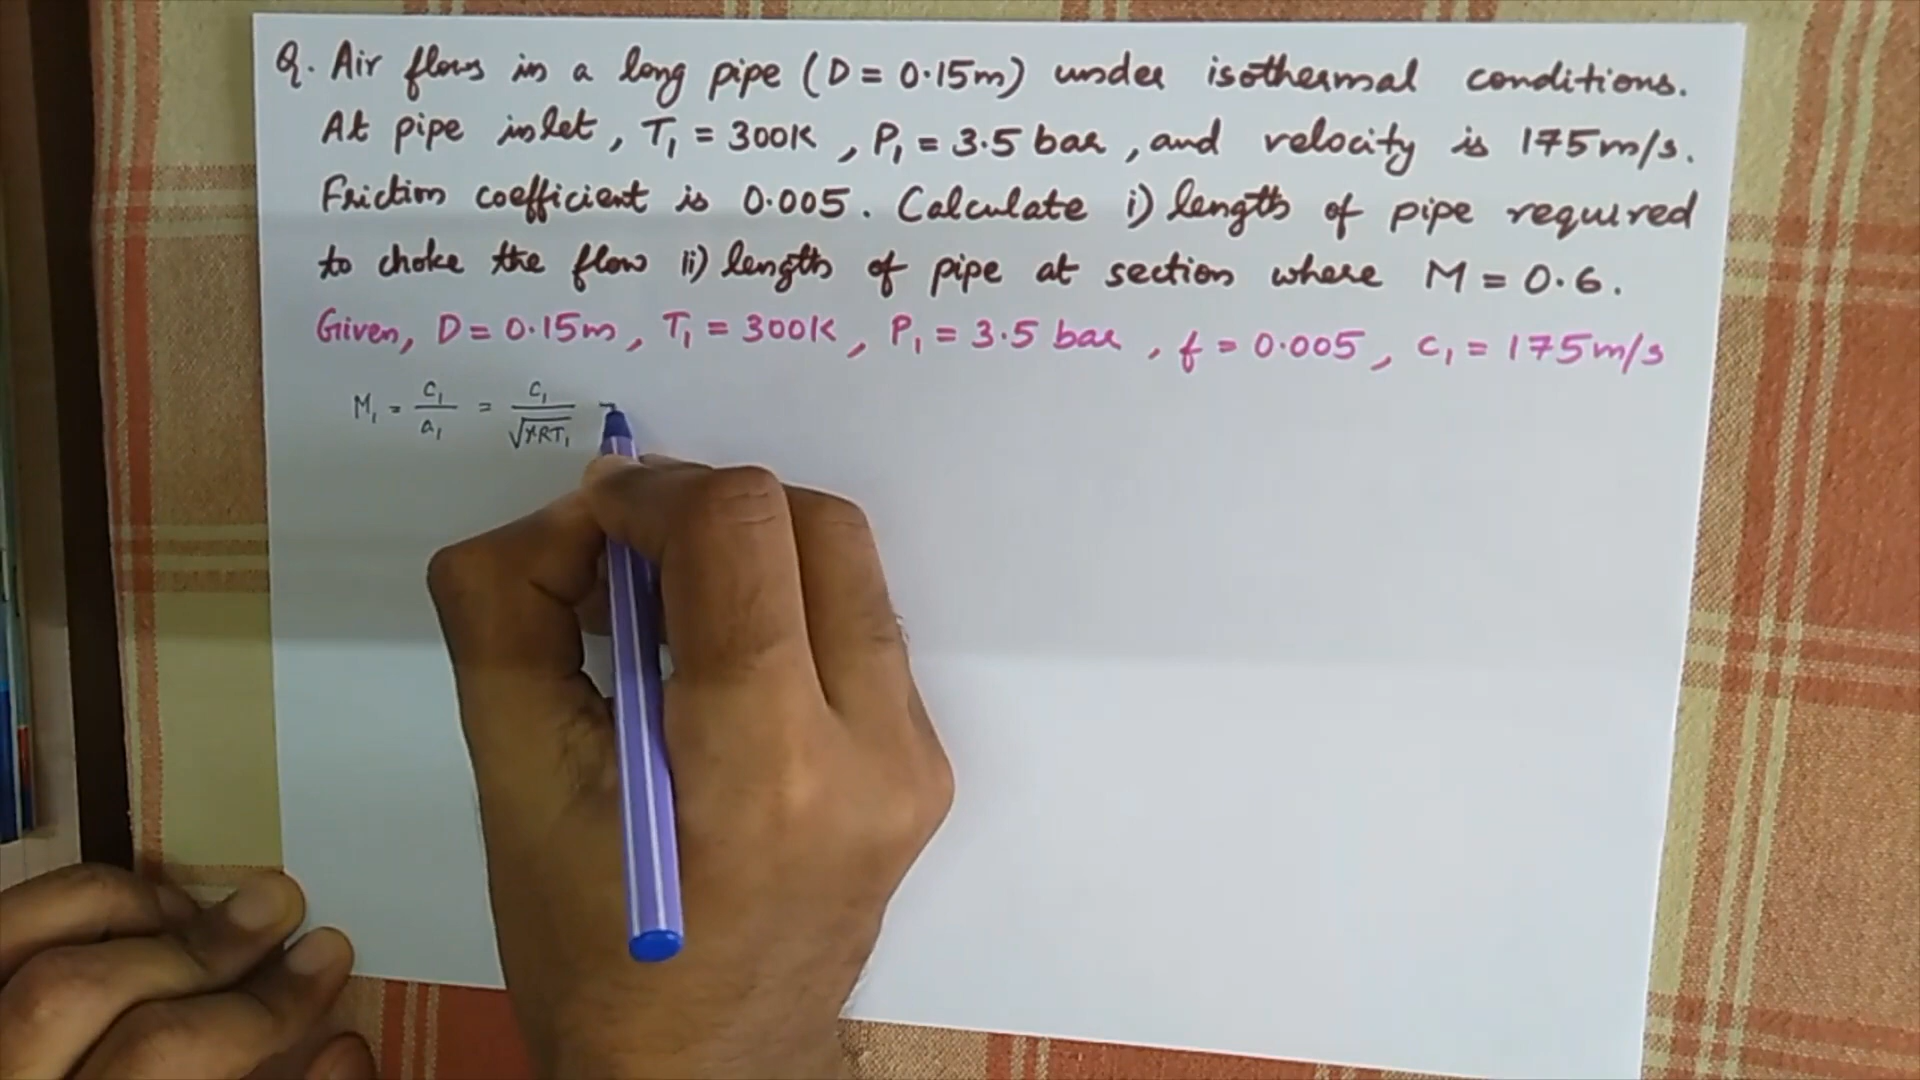 Q. Air flows in a long pipe (D = 0.15m) under isothermal conditions.
At pipe inlet, T₁ = 300K, P₁ = 3.5 bar, and velocity is 175m/s.
Friction coefficient is 0.005. Calculate i) length of pipe required
to choke the flow ii) length of pipe at section where M = 0.6.
Given, D = 0.15m, T₁ = 300K, P₁ = 3.5 bar, f = 0.005, C₁ = 175m/s
M₁ = C₁/a₁ = C₁/√γRT₁ =